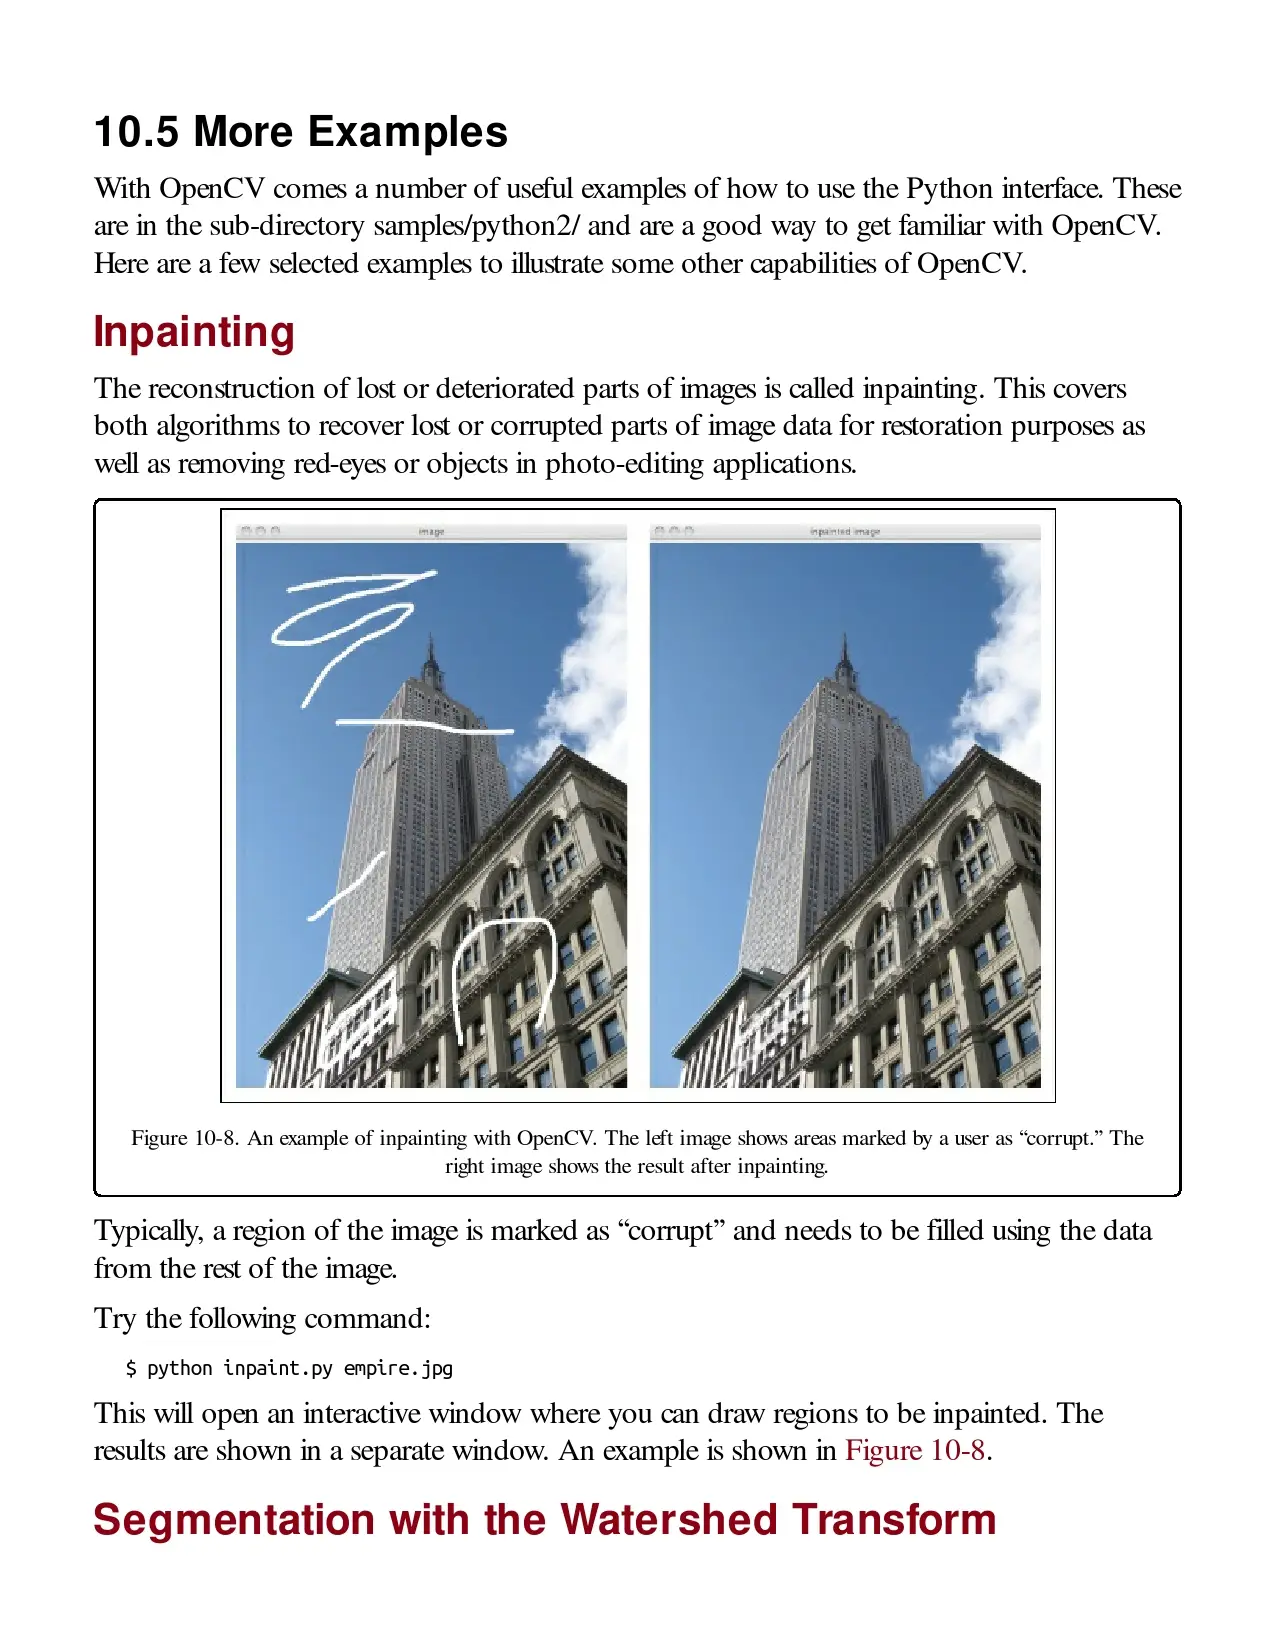 10.5 More Examples
With OpenCV comes a number of useful examples of how to use the Python interface. These
are in the sub-directory samples/python2/ and are a good way to get familiar with OpenCV.
Here are a few selected examples to illustrate some other capabilities of OpenCV.
Inpainting
The reconstruction of lost or deteriorated parts of images is called inpainting. This covers
both algorithms to recover lost or corrupted parts of image data for restoration purposes as
well as removing red-eyes or objects in photo-editing applications.
image
inpainted image
Figure 10-8. An example of inpainting with OpenCV. The left image shows areas marked by a user as “corrupt.” The
right image shows the result after inpainting.
Typically, a region of the image is marked as “corrupt” and needs to be filled using the data
from the rest of the image.
Try the following command:
$ python inpaint.py empire.jpg
This will open an interactive window where you can draw regions to be inpainted. The
results are shown in a separate window. An example is shown in Figure 10-8.
Segmentation with the Watershed Transform